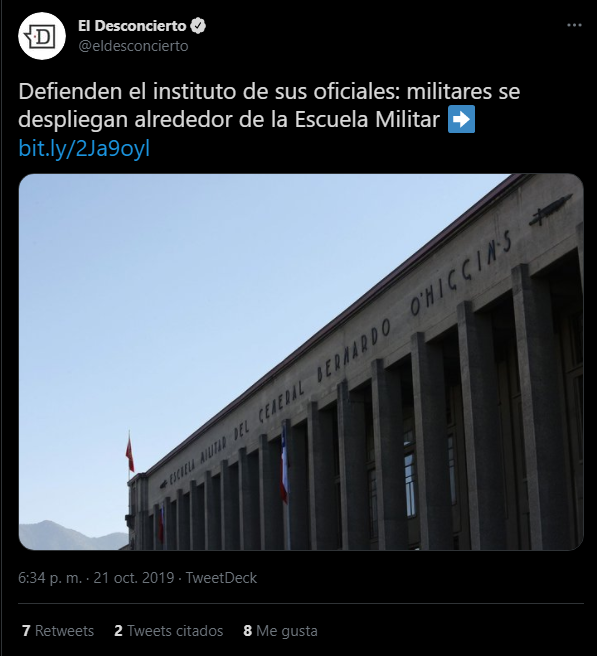 El Desconcierto
@eldesconcierto
Defienden el instituto de sus oficiales: militares se
despliegan alrededor de la Escuela Militar ➡
bit.ly/2Ja9oyl
ESCUELA MILITAR DEL GENERAL BERNARDO O'HIGGINS
6:34 p. m. · 21 oct. 2019 · TweetDeck
7 Retweets 2 Tweets citados 8 Me gusta